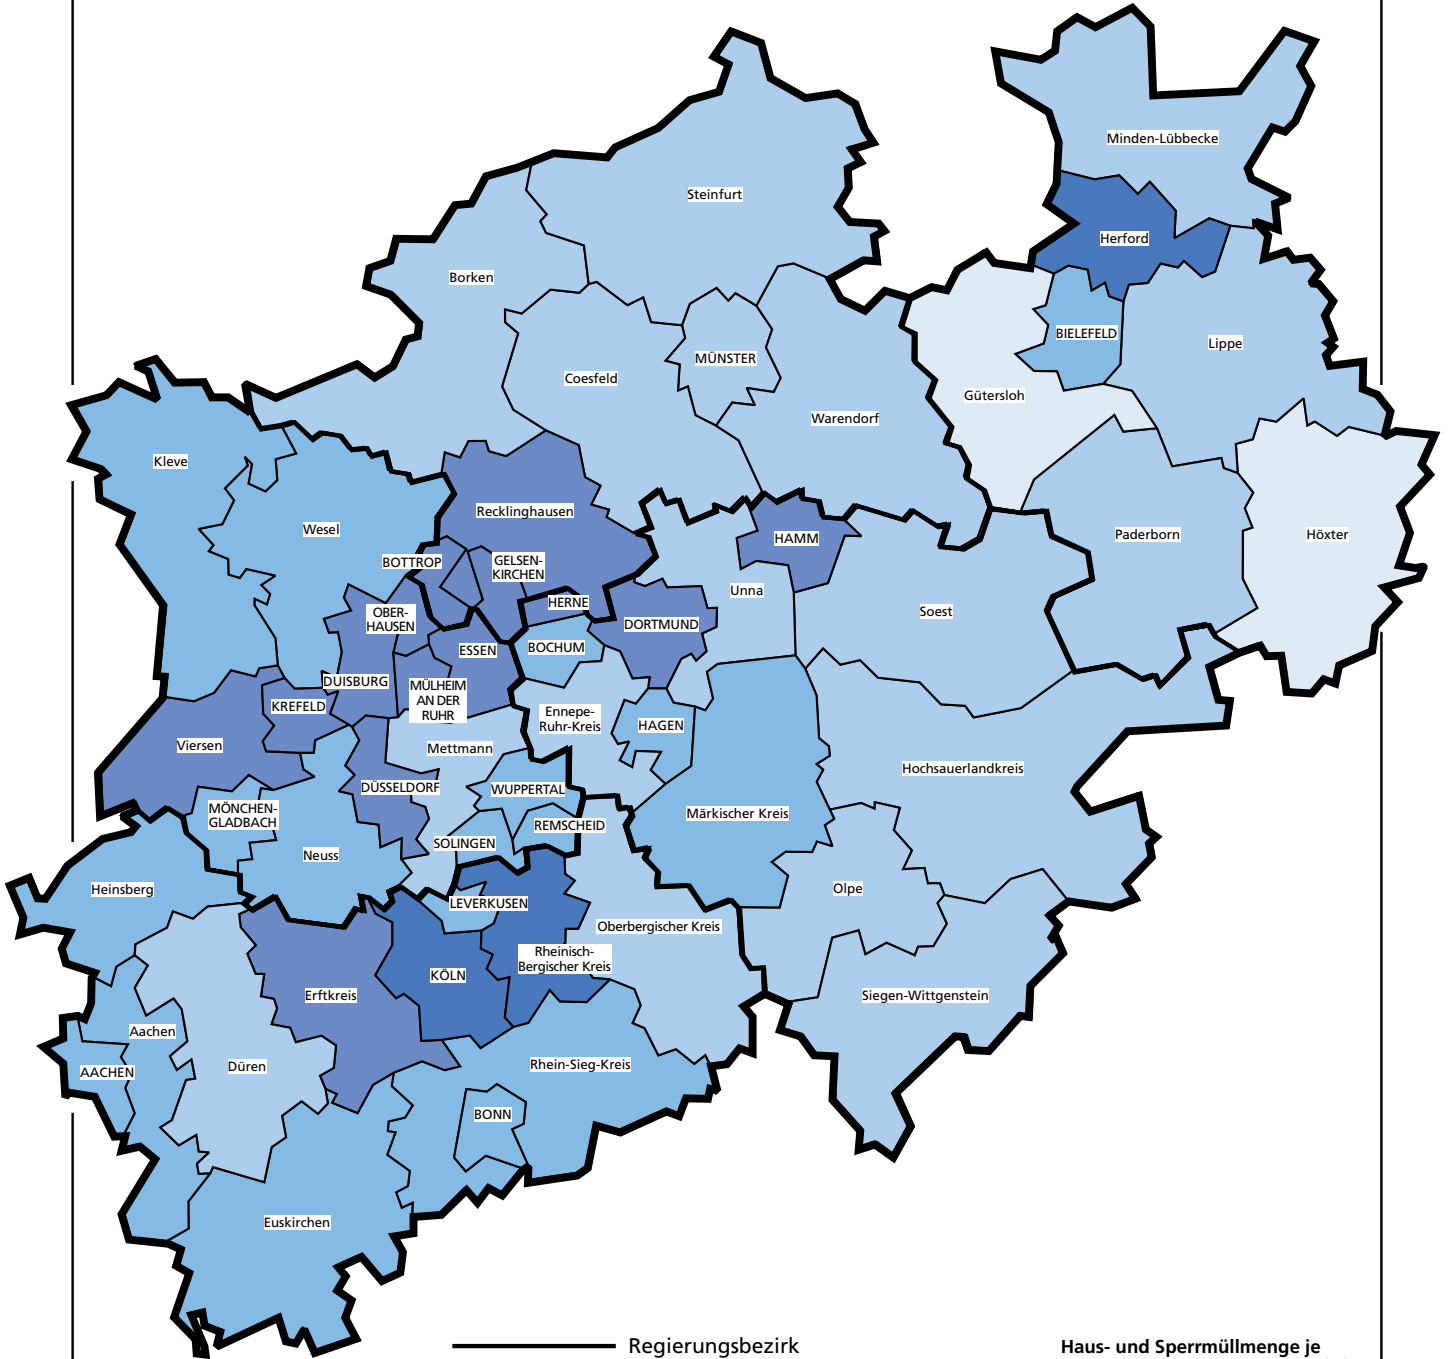 Minden-Lübbecke
Steinfurt
Herford
Borken
BIELEFELD
Lippe
MÜNSTER
Coesfeld
Gütersloh
Warendorf
Kleve
Recklinghausen
Wesel
HAMM
Paderborn
Höxter
BOTTROP
GELSEN-
KIRCHEN
Unna
HERNE
Soest
OBER-
HAUSEN
DORTMUND
ESSEN
BOCHUM
DUISBURG
MÜLHEIM
AN DER
RUHR
KREFELD
Ennepe-
Ruhr-Kreis
HAGEN
Viersen
Mettmann
Hochsauerlandkreis
DÜSSELDORF
WUPPERTAL
MÖNCHEN-
GLADBACH
Märkischer Kreis
REMSCHEID
SOLINGEN
Neuss
Heinsberg
Olpe
LEVERKUSEN
Oberbergischer Kreis
Rheinisch-
Bergischer Kreis
KÖLN
Erftkreis
Siegen-Wittgenstein
Aachen
Rhein-Sieg-Kreis
Düren
AACHEN
BONN
Euskirchen
Regierungsbezirk
Haus- und Sperrmüllmenge je